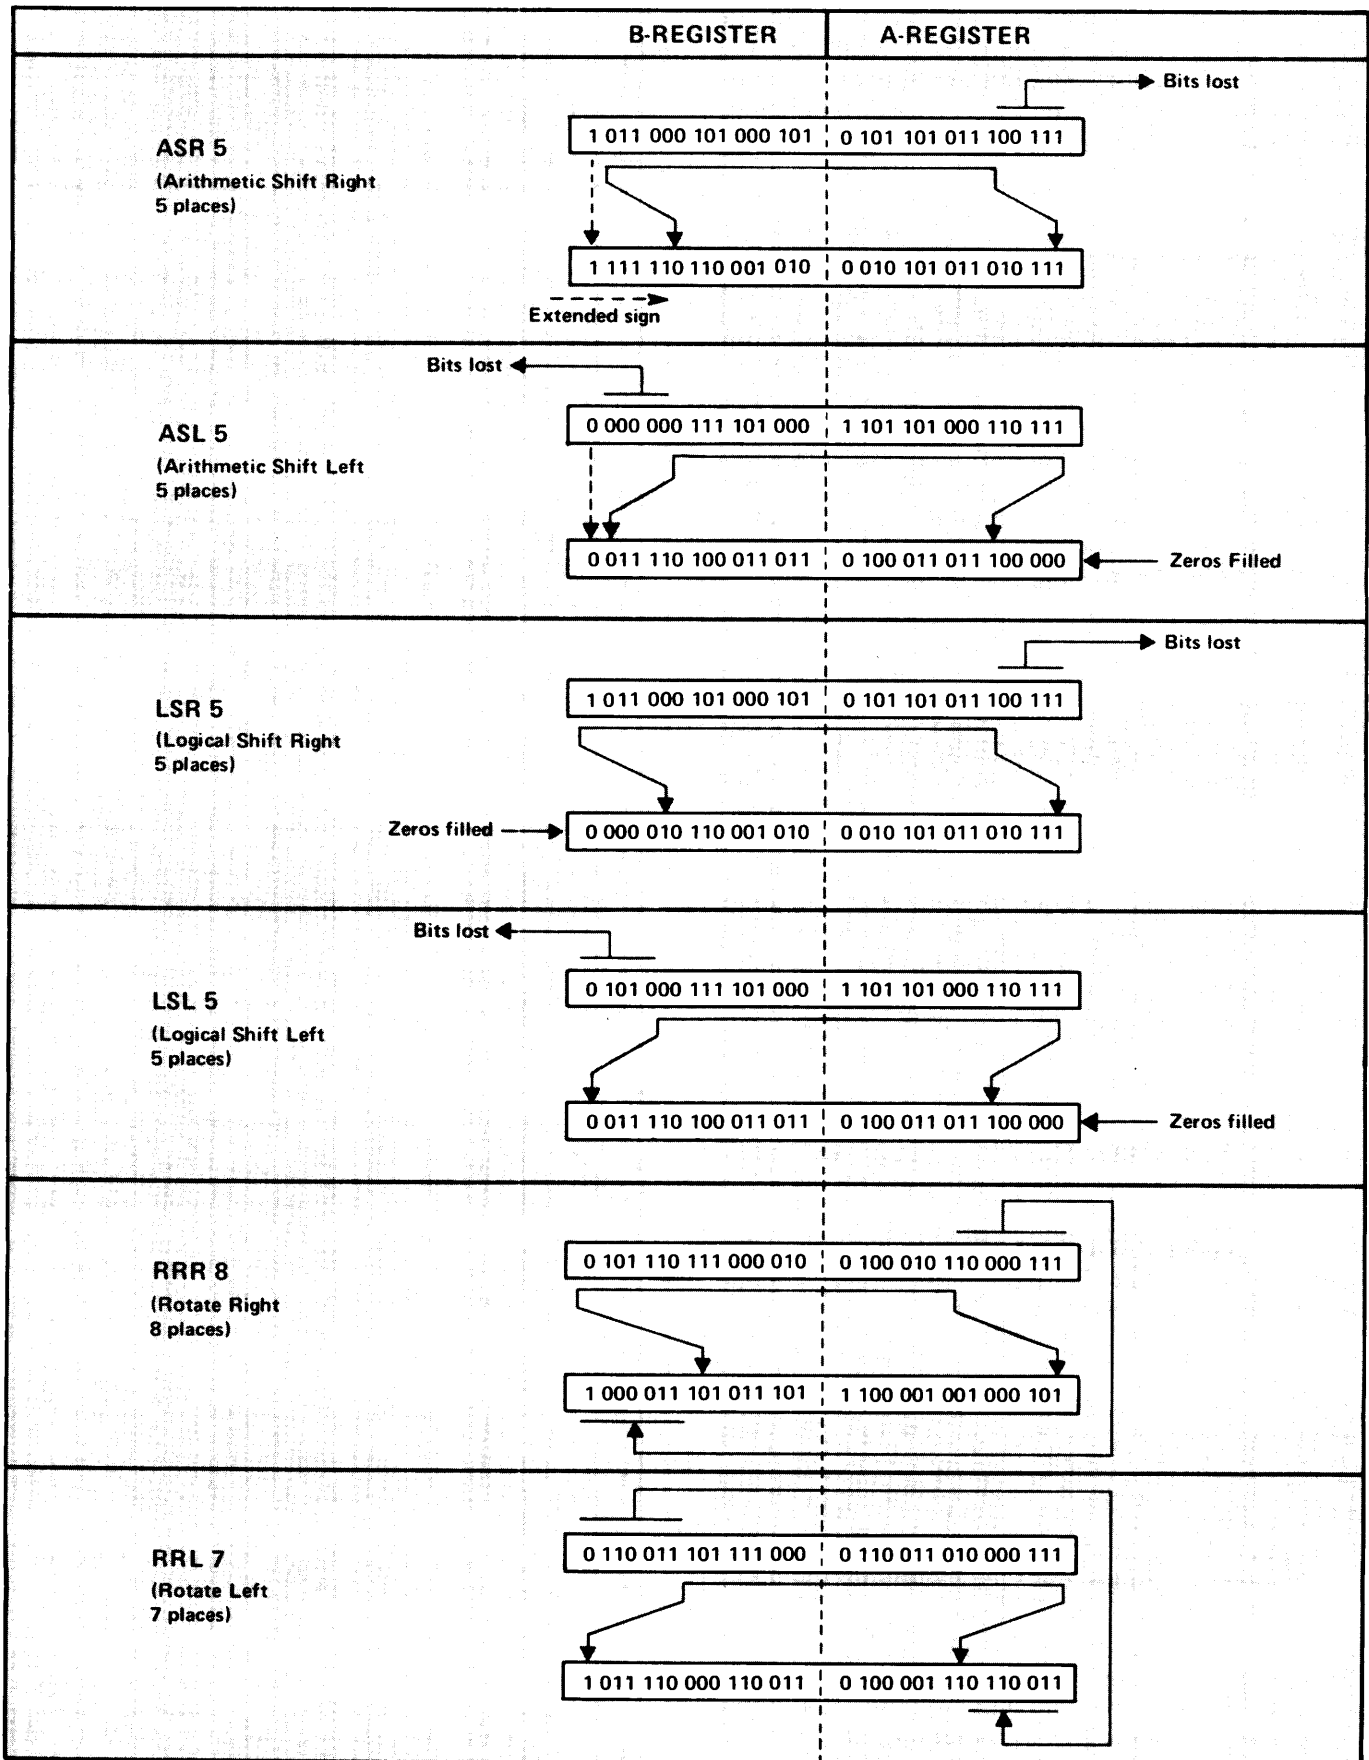 B-REGISTER A-REGISTER
Bits lost
1 011 000 101 000 101 0 101 101 011 100 111
ASR 5
(Arithmetic Shift Right
5 places)
1 111 110 110 001 010 0 010 101 011 010 111
Extended sign
Bits lost
0 000 000 111 101 000 1 101 101 000 110 111
ASL 5
(Arithmetic Shift Left
5 places)
0 011 110 100 011 011 0 100 011 011 100 000 Zeros Filled
Bits lost
1 011 000 101 000 101 0 101 101 011 100 111
LSR 5
(Logical Shift Right
5 places)
Zeros filled 0 000 010 110 001 010 0 010 101 011 010 111
Bits lost
0 101 000 111 101 000 1 101 101 000 110 111
LSL 5
(Logical Shift Left
5 places)
0 011 110 100 011 011 0 100 011 011 100 000 Zeros filled
0 101 110 111 000 010 0 100 010 110 000 111
RRR 8
(Rotate Right
8 places)
1 000 011 101 011 101 1 100 001 001 000 101
0 110 011 101 111 000 0 110 011 010 000 111
RRL 7
(Rotate Left
7 places)
1 011 110 000 110 011 0 100 001 110 110 011